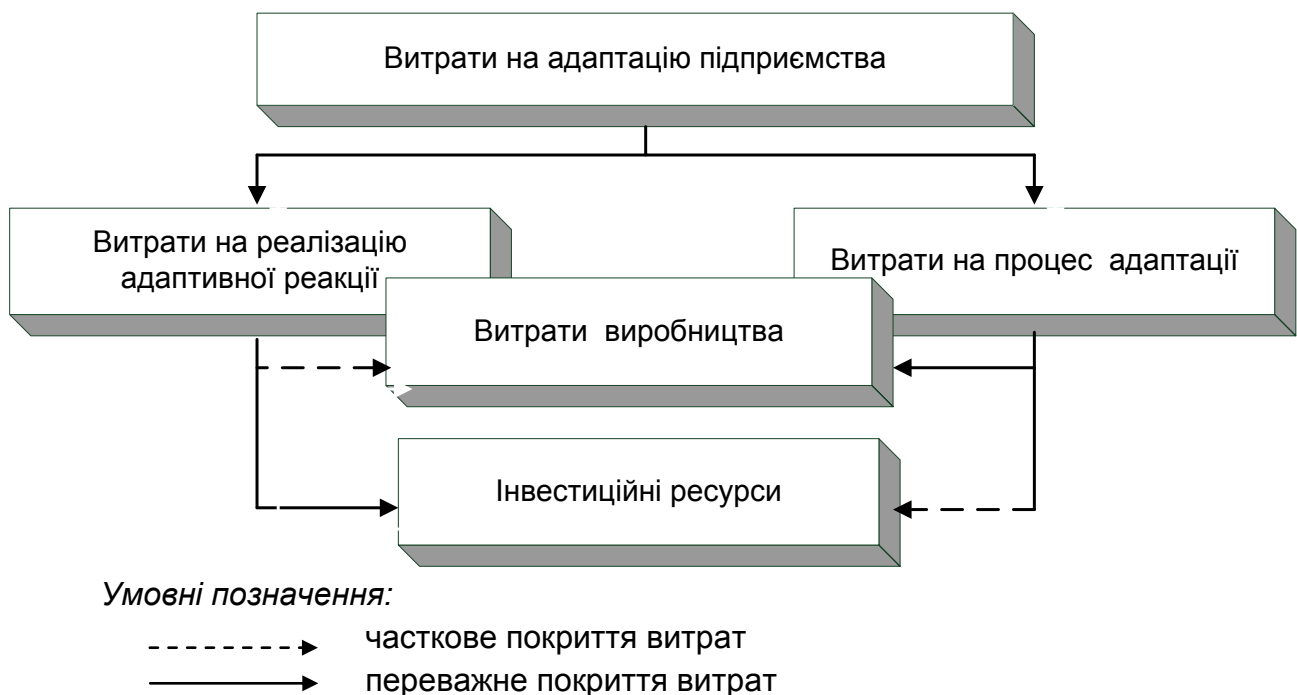 Витрати на адаптацію підприємства
Витрати на реалізацію
адаптивної реакції
Витрати на процес адаптації
Витрати виробництва
Інвестиційні ресурси
Умовні позначення:
часткове покриття витрат
переважне покриття витрат